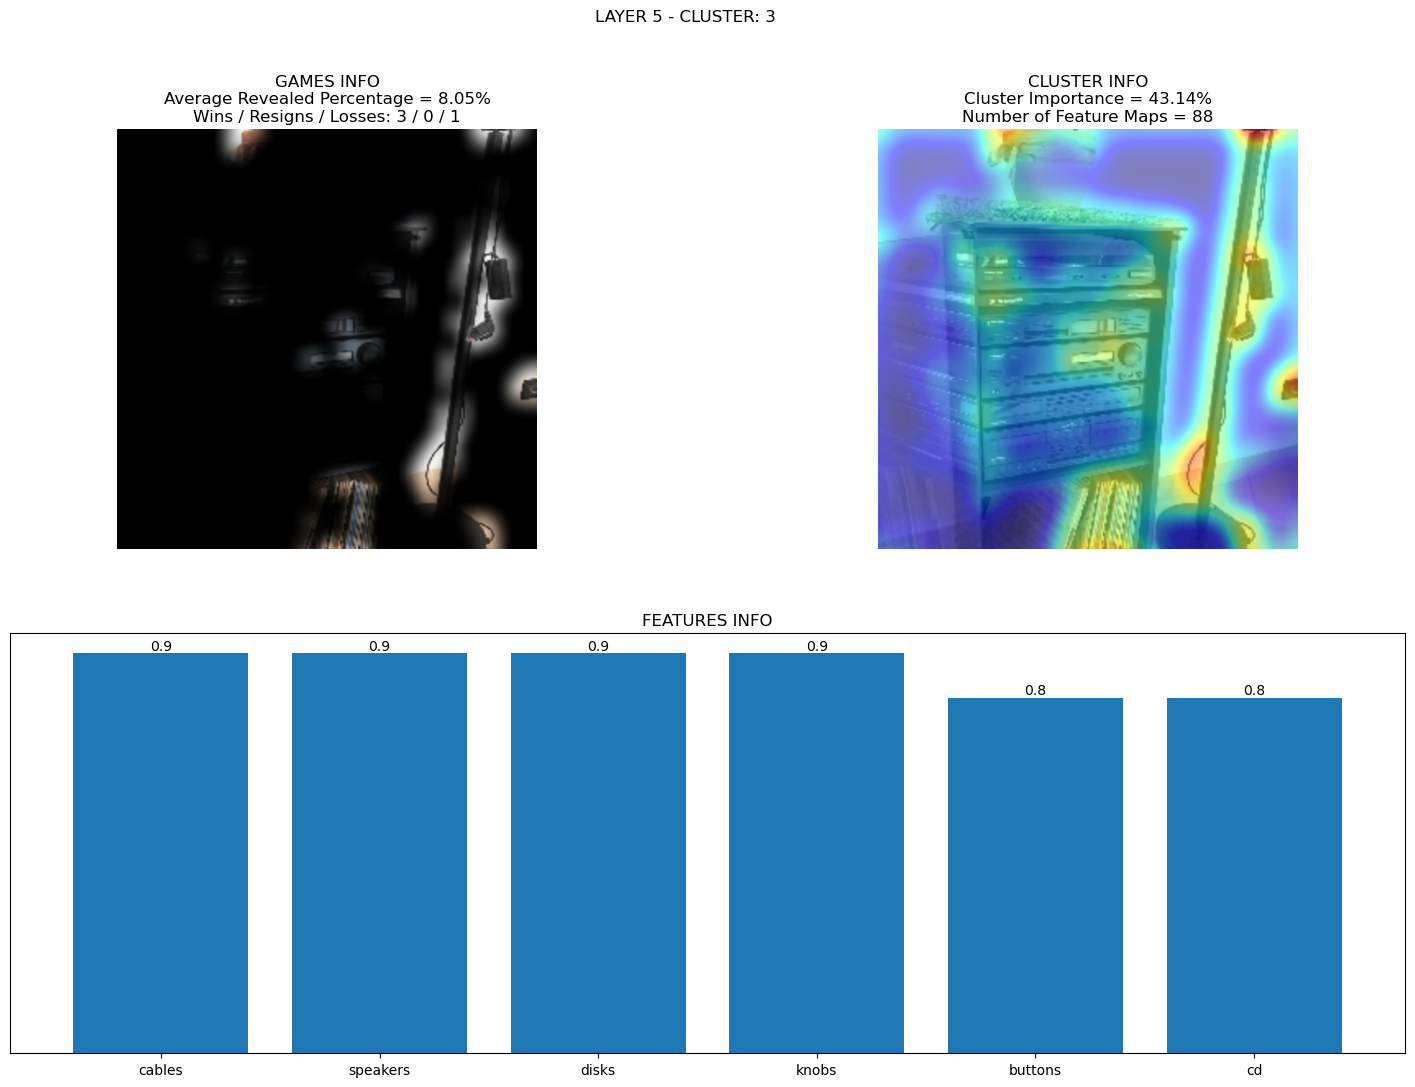 LAYER 5 - CLUSTER: 3
GAMES INFO
Average Revealed Percentage = 8.05%
Wins / Resigns / Losses: 3 / 0 / 1
CLUSTER INFO
Cluster Importance = 43.14%
Number of Feature Maps = 88
FEATURES INFO
0.9 0.9 0.9 0.9 0.8 0.8
cables speakers disks knobs buttons cd